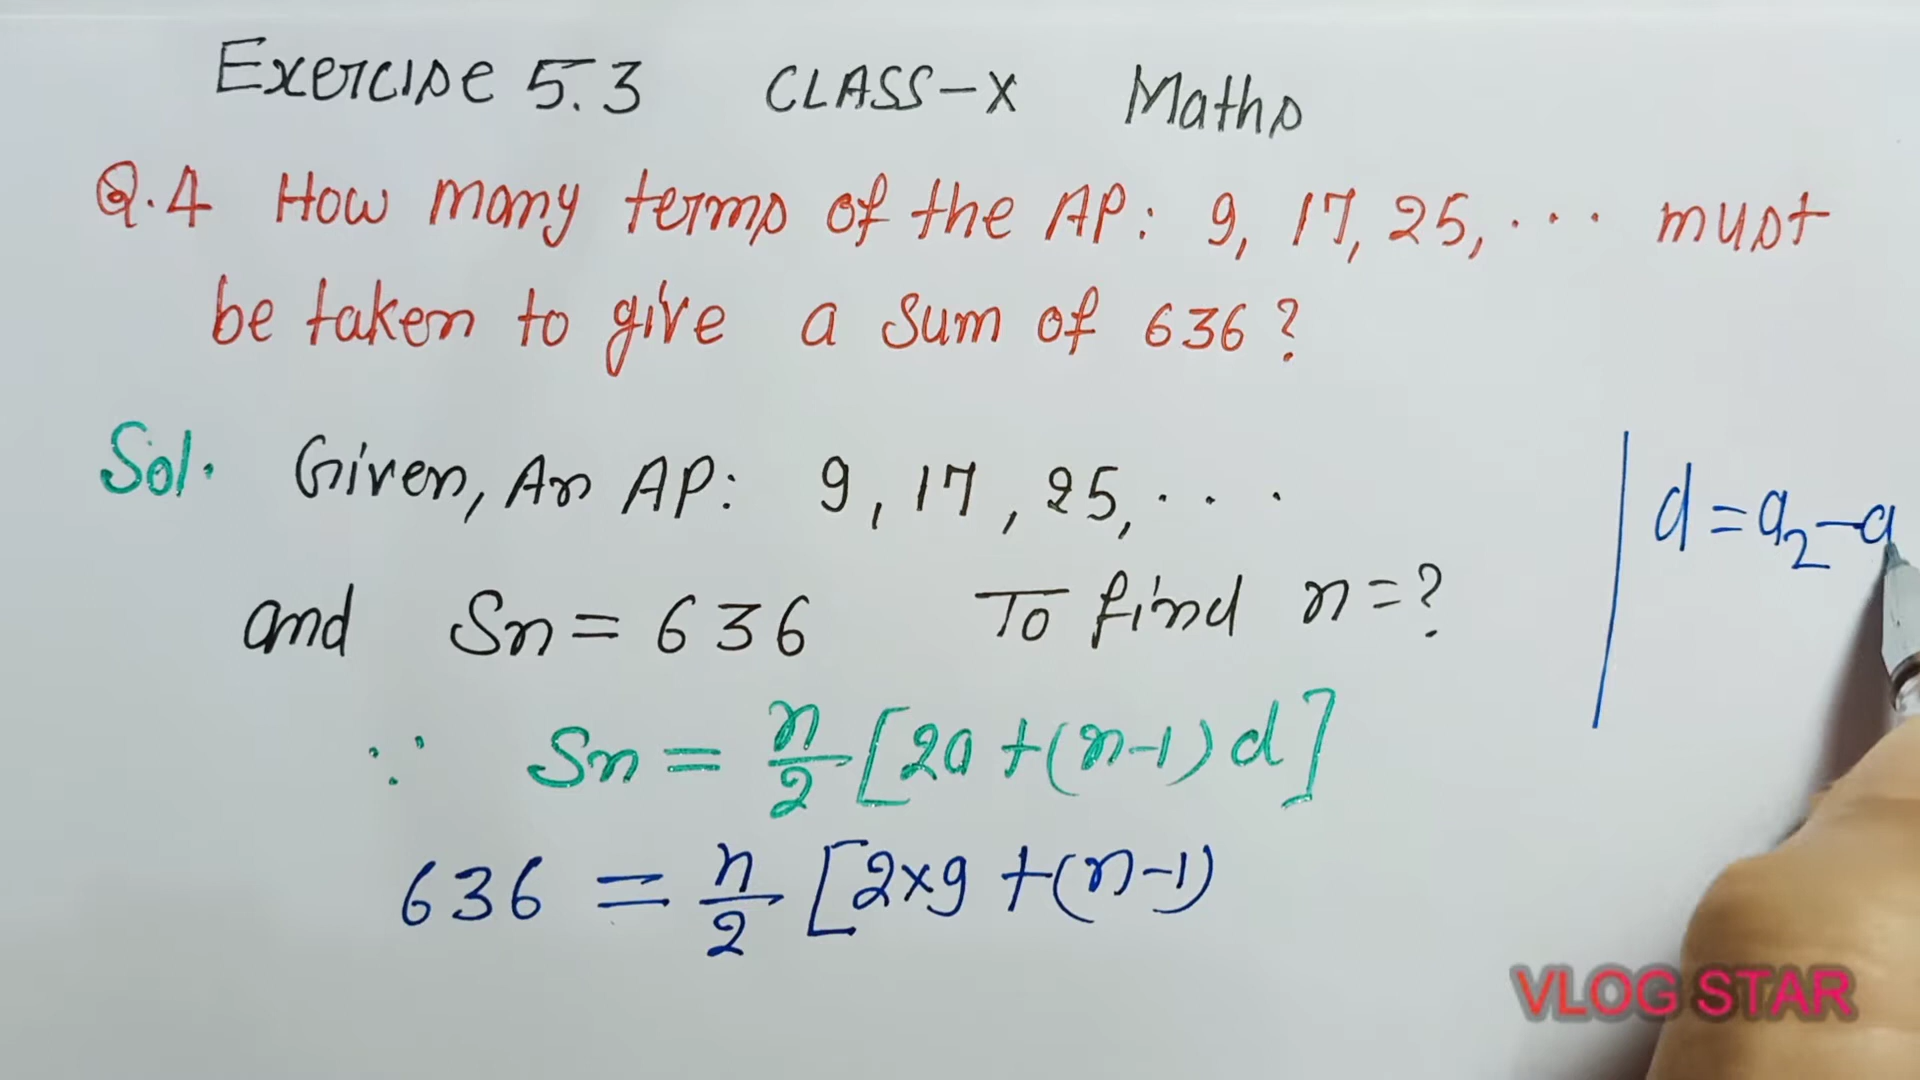 Exercise 5.3 CLASS-X Maths
Q.4 How many terms of the AP: 9, 17, 25, ... must
be taken to give a sum of 636?
Sol. Given, An AP: 9, 17, 25, ...
and Sn = 636 To find n = ?
∵ Sn = n/2 [2a + (n-1) d]
636 = n/2 [2×9 + (n-1)
d = a₂ - a
VLOG STAR